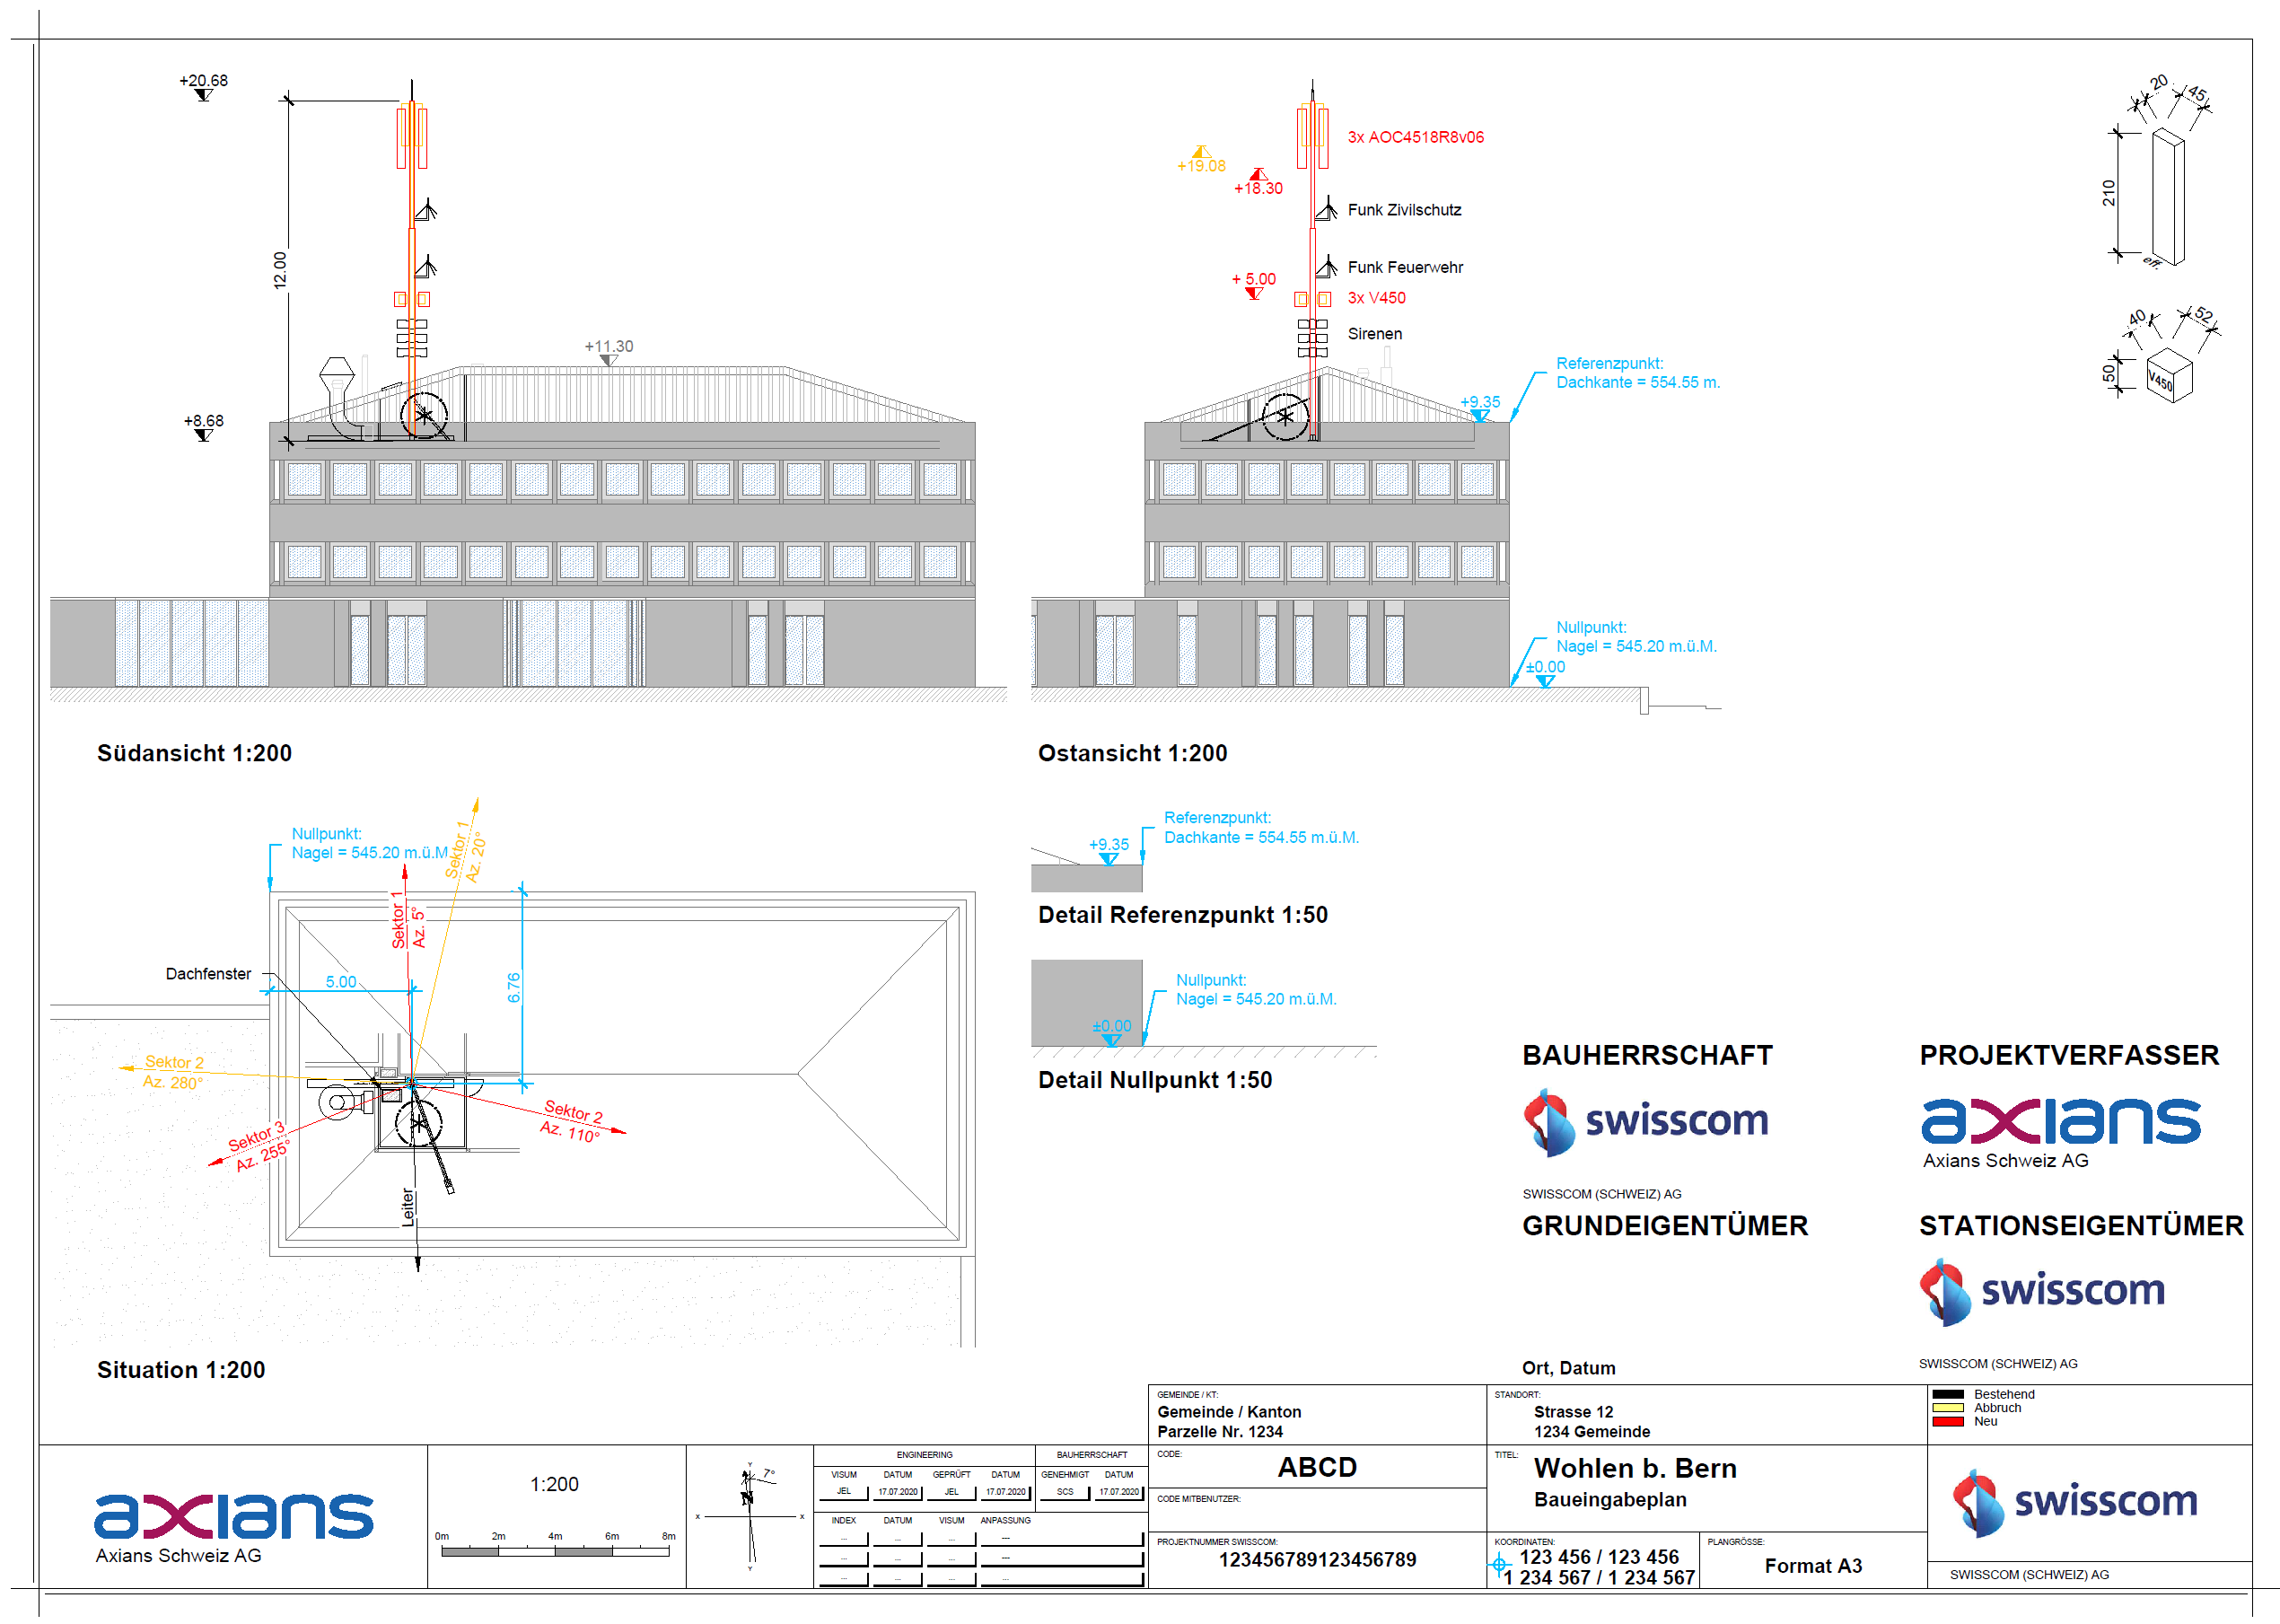 +20.68
12.00
+8.68
+11.30
+19.08
+18.30
+ 5.00
3x AOC4518R8v06
Funk Zivilschutz
Funk Feuerwehr
3x V450
Sirenen
Referenzpunkt:
Dachkante = 554.55 m.
+9.35
Nullpunkt:
Nagel = 545.20 m.ü.M.
±0.00
20
45
210
eff.
40
52
50
V450
Südansicht 1:200
Ostansicht 1:200
Nullpunkt:
Nagel = 545.20 m.ü.M
Sektor 1
Az. 20°
Sektor 1
Az. 5°
Dachfenster
5.00
6.76
Sektor 2
Az. 280°
Sektor 2
Az. 110°
Sektor 3
Az. 255°
Leiter
Situation 1:200
Referenzpunkt:
Dachkante = 554.55 m.ü.M.
+9.35
Detail Referenzpunkt 1:50
Nullpunkt:
Nagel = 545.20 m.ü.M.
±0.00
Detail Nullpunkt 1:50
BAUHERRSCHAFT
swisscom
SWISSCOM (SCHWEIZ) AG
PROJEKTVERFASSER
axians
Axians Schweiz AG
GRUNDEIGENTÜMER
STATIONSEIGENTÜMER
swisscom
SWISSCOM (SCHWEIZ) AG
Ort, Datum
GEMEINDE / KT:
Gemeinde / Kanton
Parzelle Nr. 1234
STANDORT:
Strasse 12
1234 Gemeinde
Bestehend
Abbruch
Neu
axians
Axians Schweiz AG
1:200
0m 2m 4m 6m 8m
Y
7°
N
X X
Y
ENGINEERING BAUHERRSCHAFT
VISUM DATUM GEPRÜFT DATUM GENEHMIGT DATUM
JEL 17.07.2020 JEL 17.07.2020 SCS 17.07.2020
INDEX DATUM VISUM ANPASSUNG
... ... ... ---
... ... ... ---
... ... ... ...
CODE:
ABCD
CODE MITBENUTZER:
PROJEKTNUMMER SWISSCOM:
123456789123456789
TITEL:
Wohlen b. Bern
Baueingabeplan
KOORDINATEN:
123 456 / 123 456
1 234 567 / 1 234 567
PLANGRÖSSE:
Format A3
swisscom
SWISSCOM (SCHWEIZ) AG